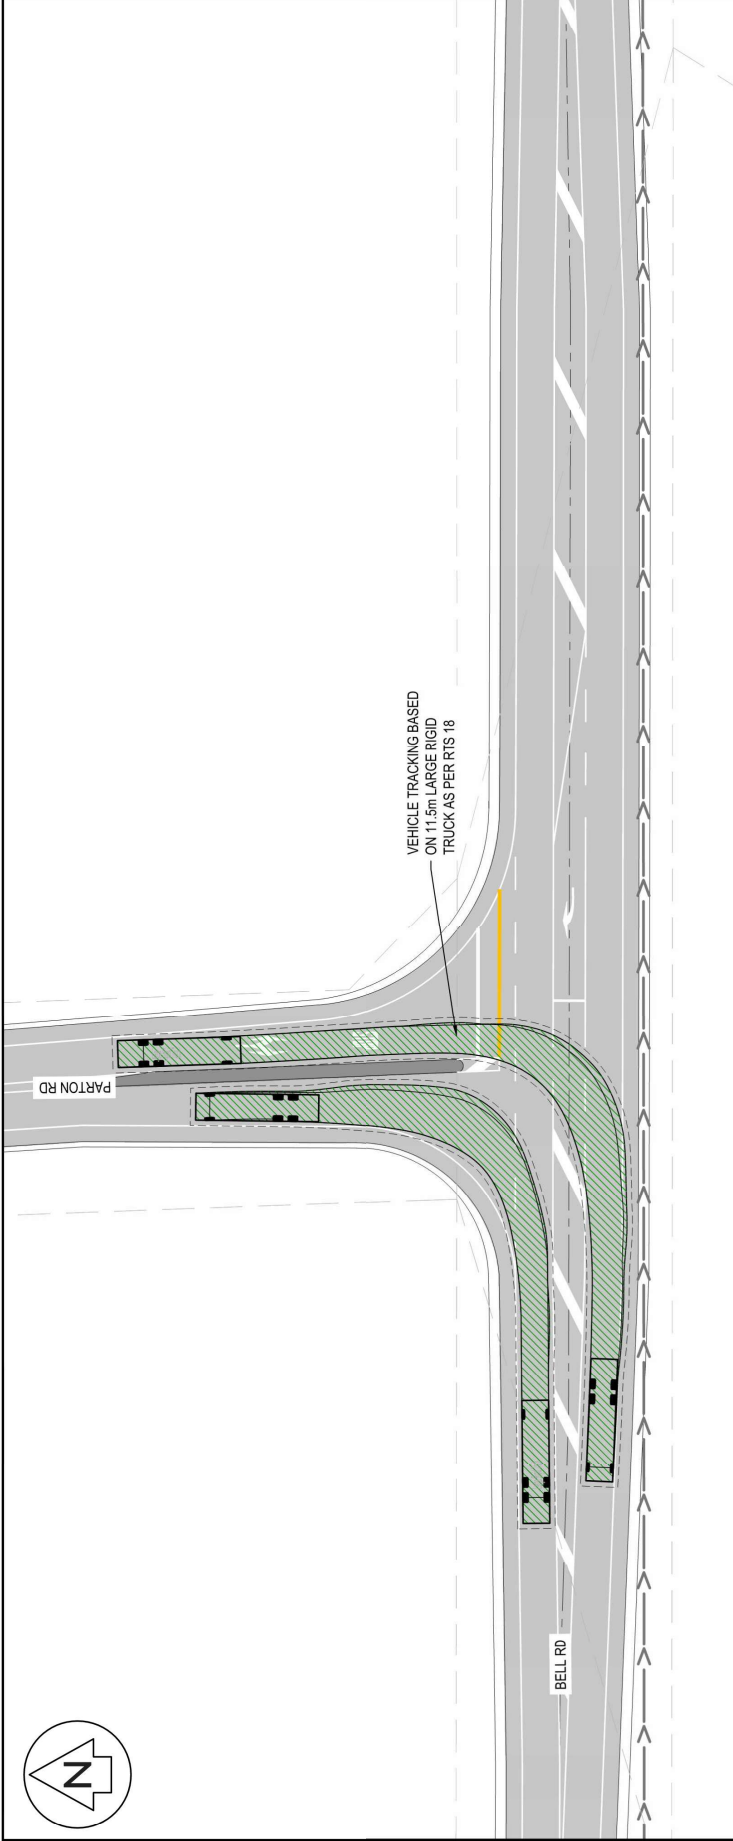 PARTON RD
VEHICLE TRACKING BASED
ON 11.5m LARGE RIGID
TRUCK AS PER RTS 18
BELL RD
N